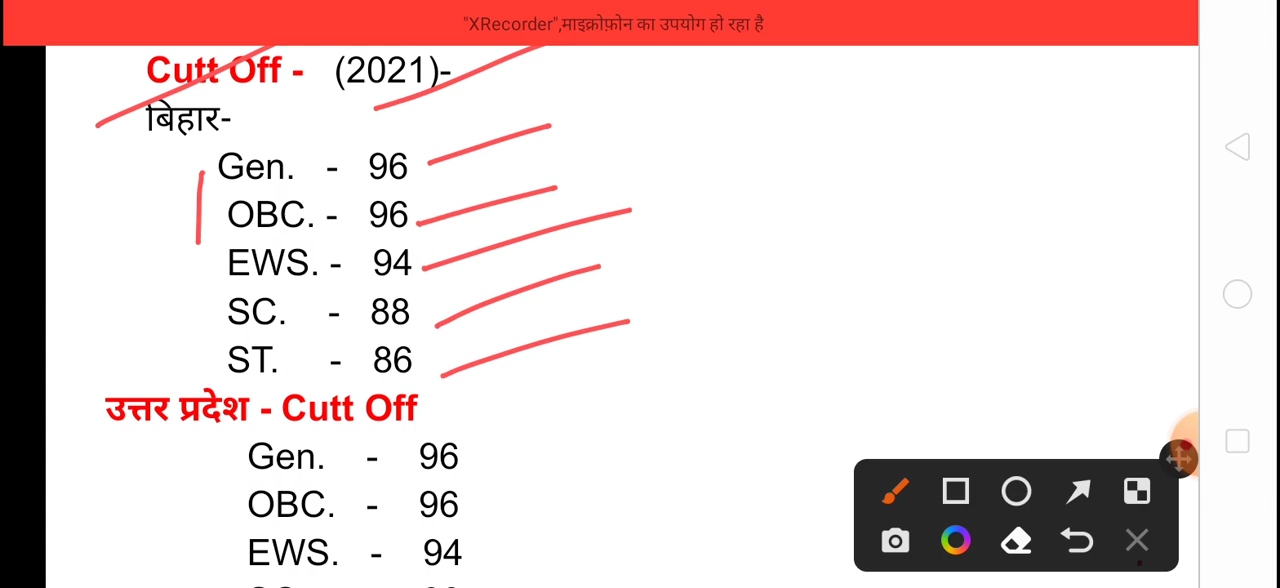 "XRecorder",माइक्रोफ़ोन का उपयोग हो रहा है
Cutt Off - (2021)-
बिहार-
Gen. - 96
OBC. - 96
EWS. - 94
SC. - 88
ST. - 86
उत्तर प्रदेश - Cutt Off
Gen. - 96
OBC. - 96
EWS. - 94